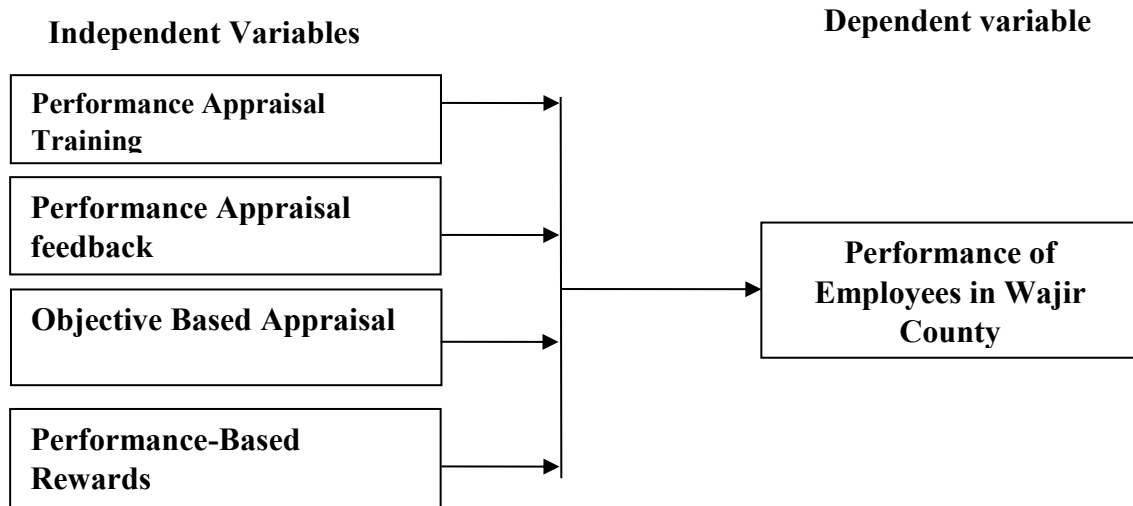 Independent Variables
Dependent variable
Performance Appraisal
Training
Performance Appraisal
feedback
Objective Based Appraisal
Performance-Based
Rewards
Performance of
Employees in Wajir
County